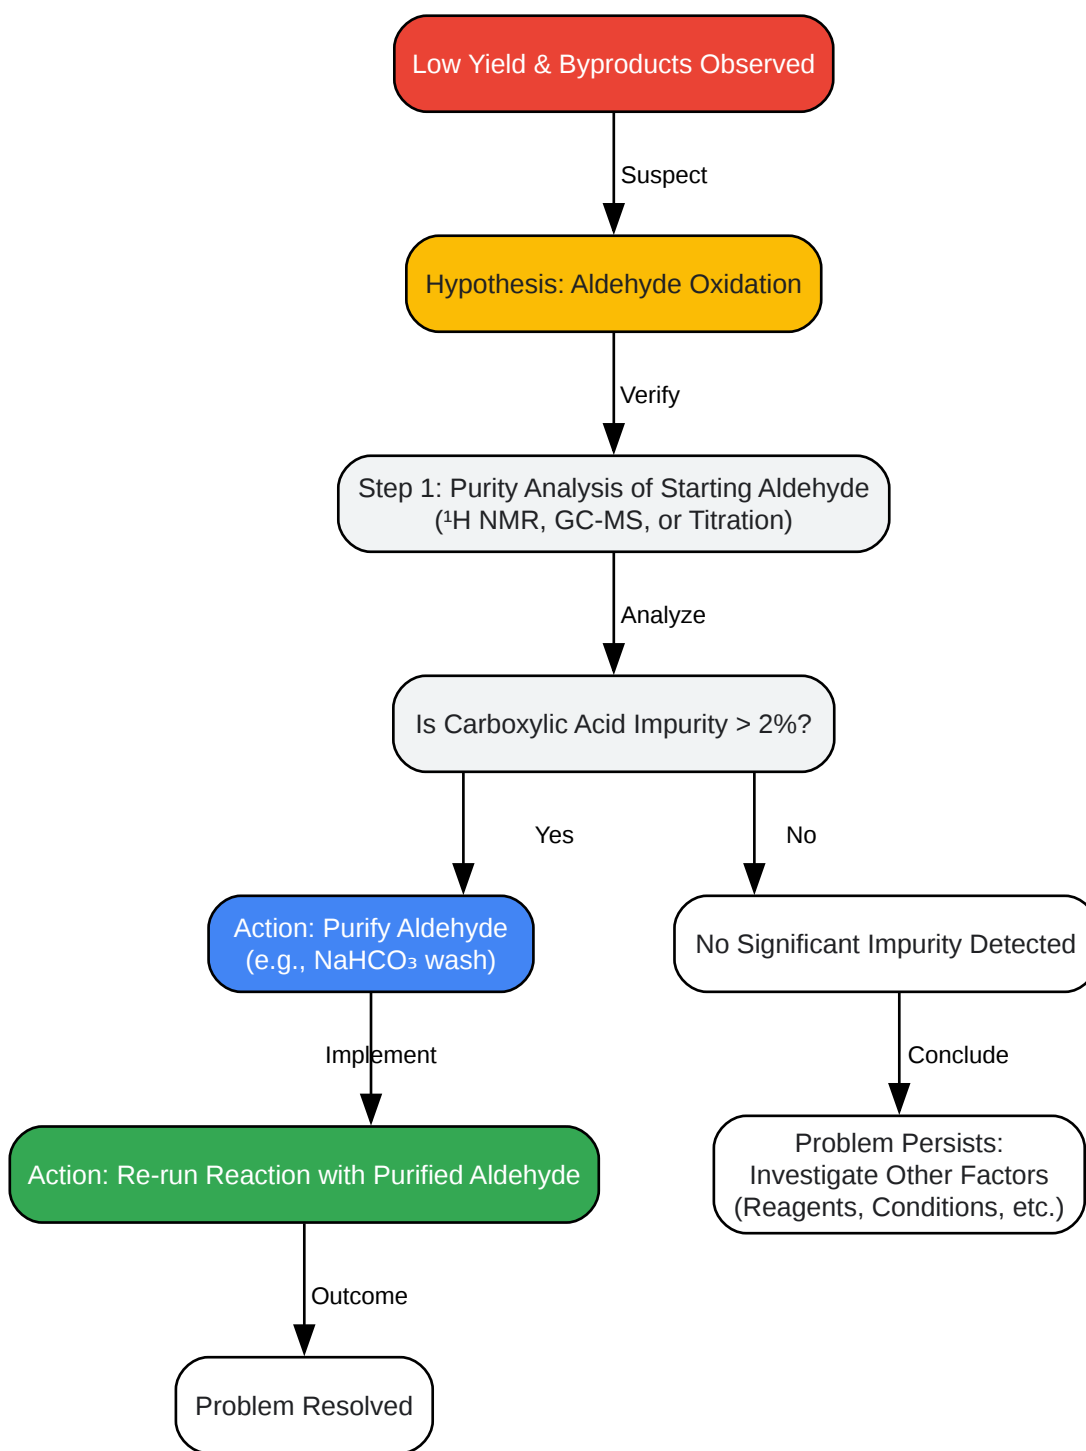 Low Yield & Byproducts Observed
Suspect
Hypothesis: Aldehyde Oxidation
Verify
Step 1: Purity Analysis of Starting Aldehyde
(¹H NMR, GC-MS, or Titration)
Analyze
Is Carboxylic Acid Impurity > 2%?
Yes
No
Action: Purify Aldehyde
(e.g., NaHCO₃ wash)
No Significant Impurity Detected
Implement
Conclude
Action: Re-run Reaction with Purified Aldehyde
Problem Persists:
Investigate Other Factors
(Reagents, Conditions, etc.)
Outcome
Problem Resolved